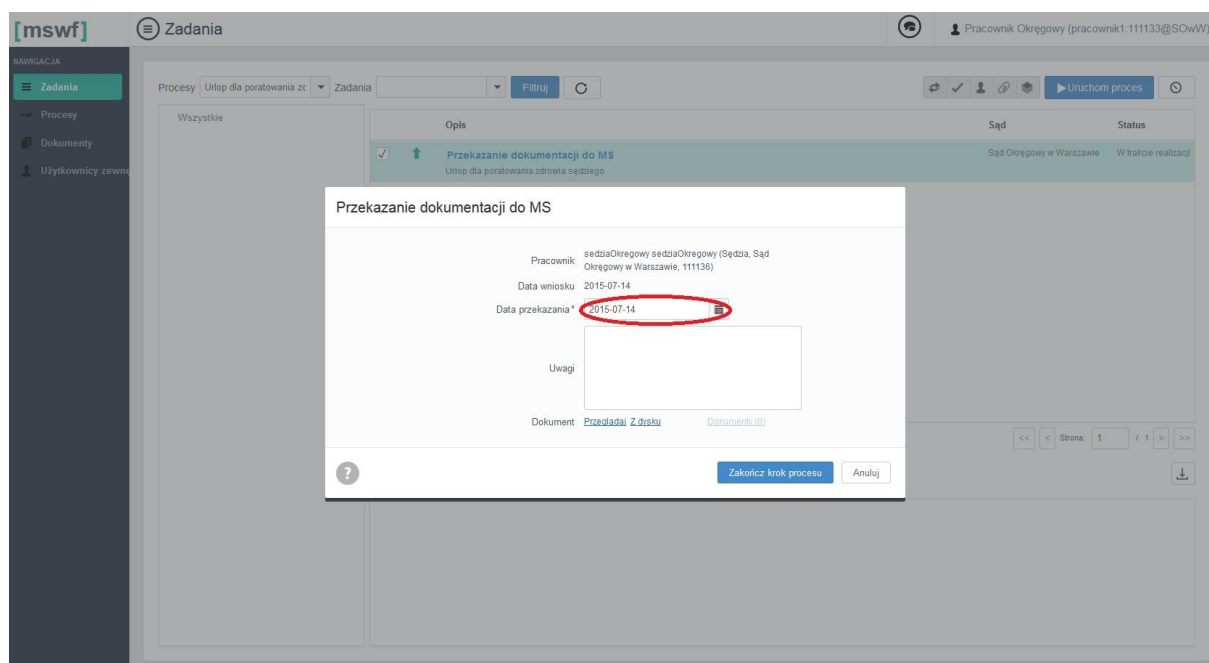 [mswf]
Zadania
Pracownik Okręgowy (pracownik1:111133@SOwW)
NAWIGACJA
Zadania
Procesy
Dokumenty
Użytkownicy zewnę
Procesy Urlop dla poratowania zc Zadania Filtruj Uruchom proces
Wszystkie
Opis Sąd Status
Przekazanie dokumentacji do MS Sąd Okręgowy w Warszawie W trakcie realizacji
Urlop dla poratowania zdrowia sędziego
Przekazanie dokumentacji do MS
Pracownik sedziaOkregowy sedziaOkregowy (Sędzia, Sąd
Okręgowy w Warszawie, 111136)
Data wniosku 2015-07-14
Data przekazania* 2015-07-14
Uwagi
Dokument Przeglądaj Z dysku Dokumenty (0)
<< < Strona: 1 / 1 > >>
? Zakończ krok procesu Anuluj